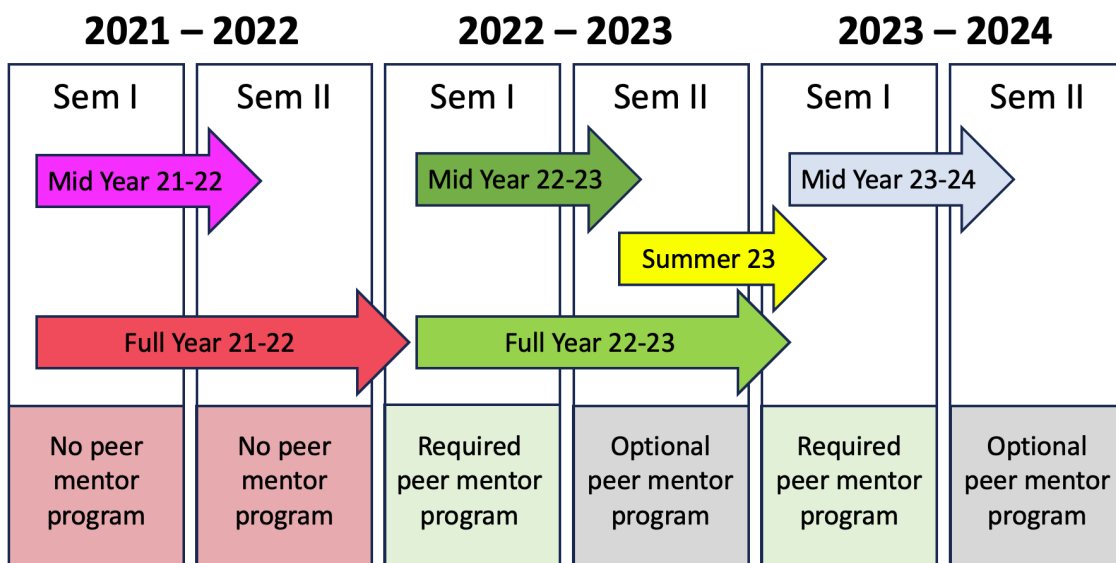 2021 – 2022
2022 – 2023
2023 – 2024
Sem I
Sem II
Sem I
Sem II
Sem I
Sem II
Mid Year 21-22
Mid Year 22-23
Mid Year 23-24
Summer 23
Full Year 21-22
Full Year 22-23
No peer
mentor
program
No peer
mentor
program
Required
peer mentor
program
Optional
peer mentor
program
Required
peer mentor
program
Optional
peer mentor
program